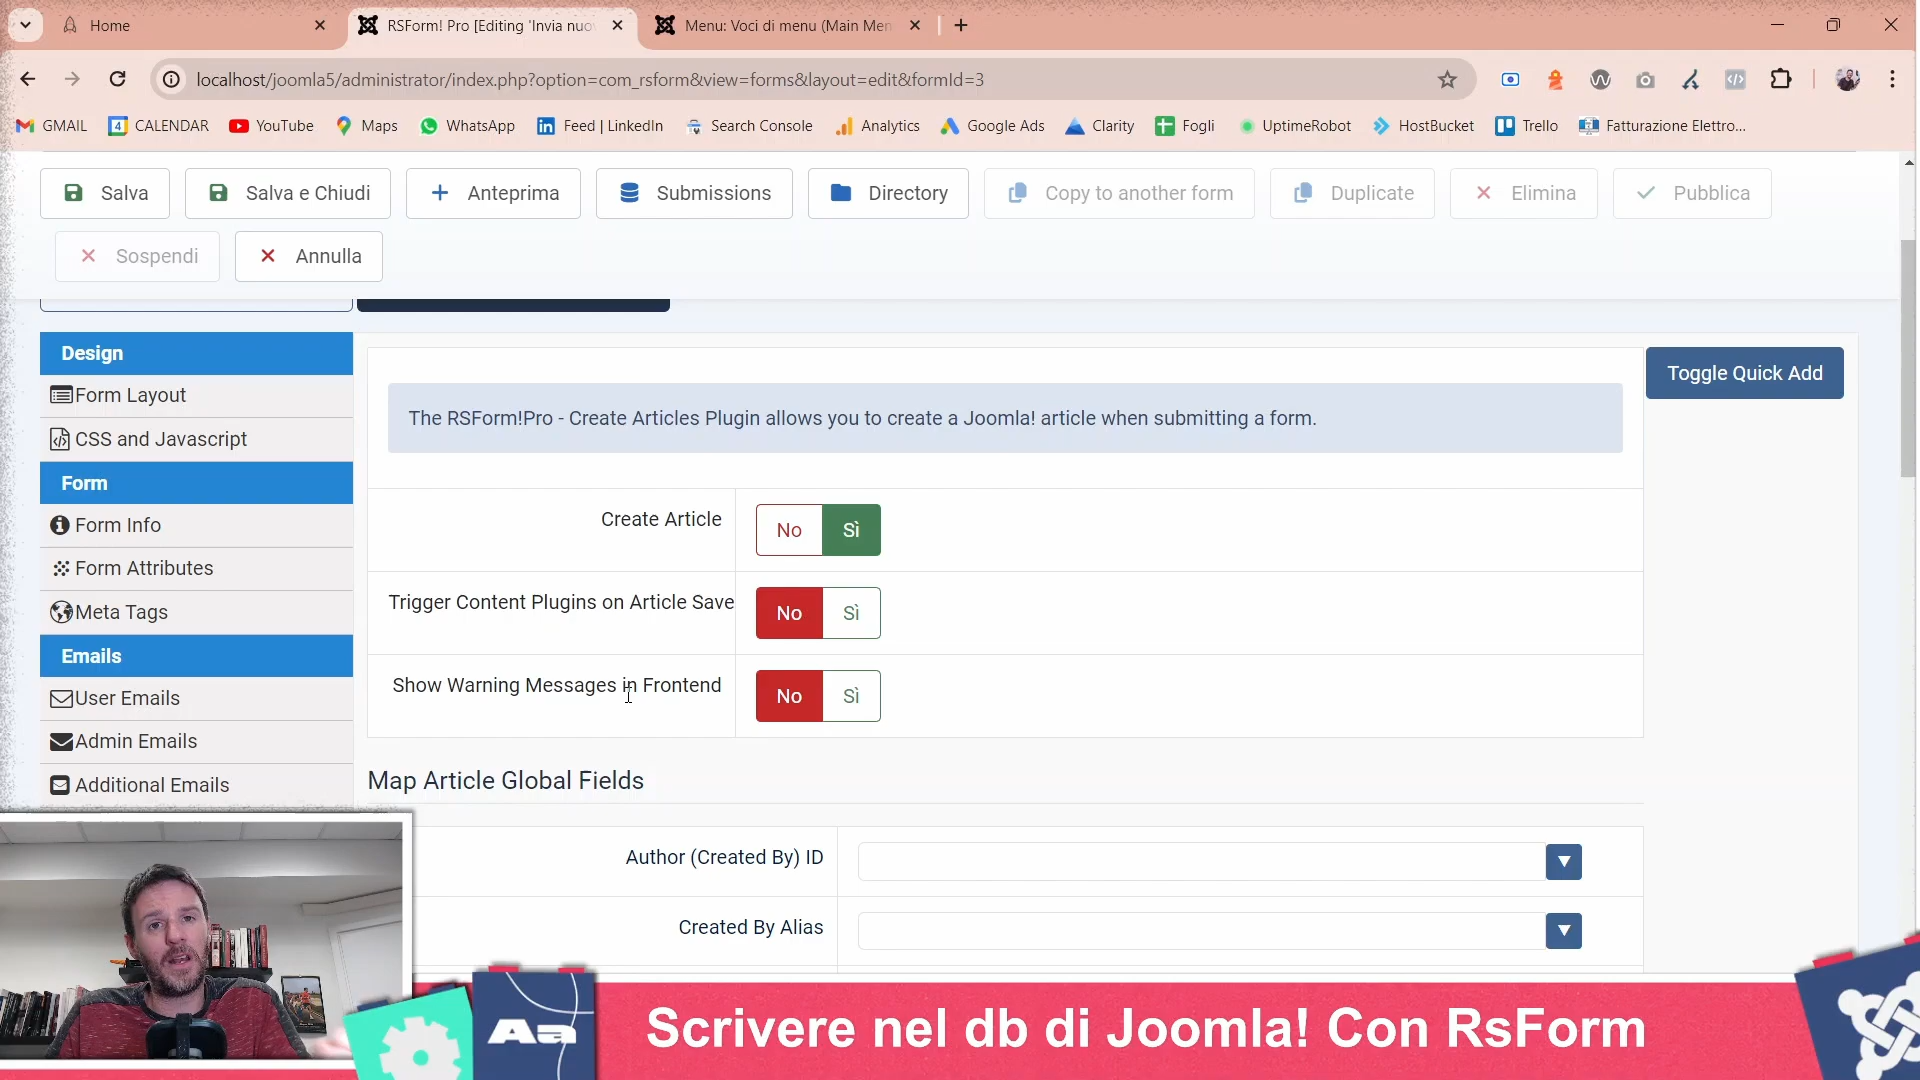 Home
RSForm! Pro [Editing 'Invia nuo
Menu: Voci di menu (Main Men
localhost/joomla5/administrator/index.php?option=com_rsform&view=forms&layout=edit&formId=3
GMAIL
4 CALENDAR
YouTube
Maps
WhatsApp
Feed | LinkedIn
Search Console
Analytics
Google Ads
Clarity
Fogli
UptimeRobot
HostBucket
Trello
Fatturazione Elettro...
Salva
Salva e Chiudi
Anteprima
Submissions
Directory
Copy to another form
Duplicate
Elimina
Pubblica
Sospendi
Annulla
Design
Form Layout
CSS and Javascript
Form
Form Info
Form Attributes
Meta Tags
Emails
User Emails
Admin Emails
Additional Emails
Toggle Quick Add
The RSForm!Pro - Create Articles Plugin allows you to create a Joomla! article when submitting a form.
Create Article
No Sì
Trigger Content Plugins on Article Save
No Sì
Show Warning Messages in Frontend
No Sì
Map Article Global Fields
Author (Created By) ID
Created By Alias
Aa
Scrivere nel db di Joomla! Con RsForm